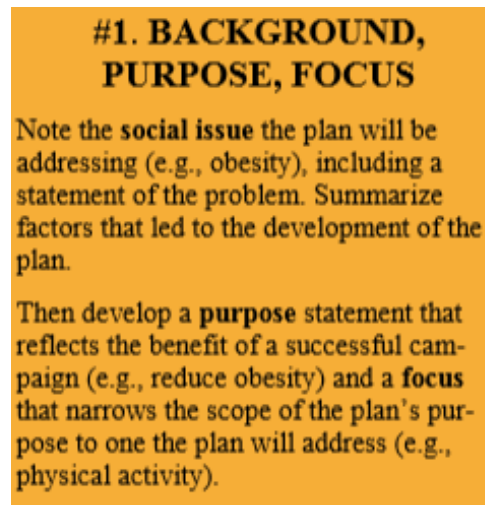 #1. BACKGROUND,
PURPOSE, FOCUS
Note the social issue the plan will be
addressing (e.g., obesity), including a
statement of the problem. Summarize
factors that led to the development of the
plan.
Then develop a purpose statement that
reflects the benefit of a successful cam-
paign (e.g., reduce obesity) and a focus
that narrows the scope of the plan's pur-
pose to one the plan will address (e.g.,
physical activity).